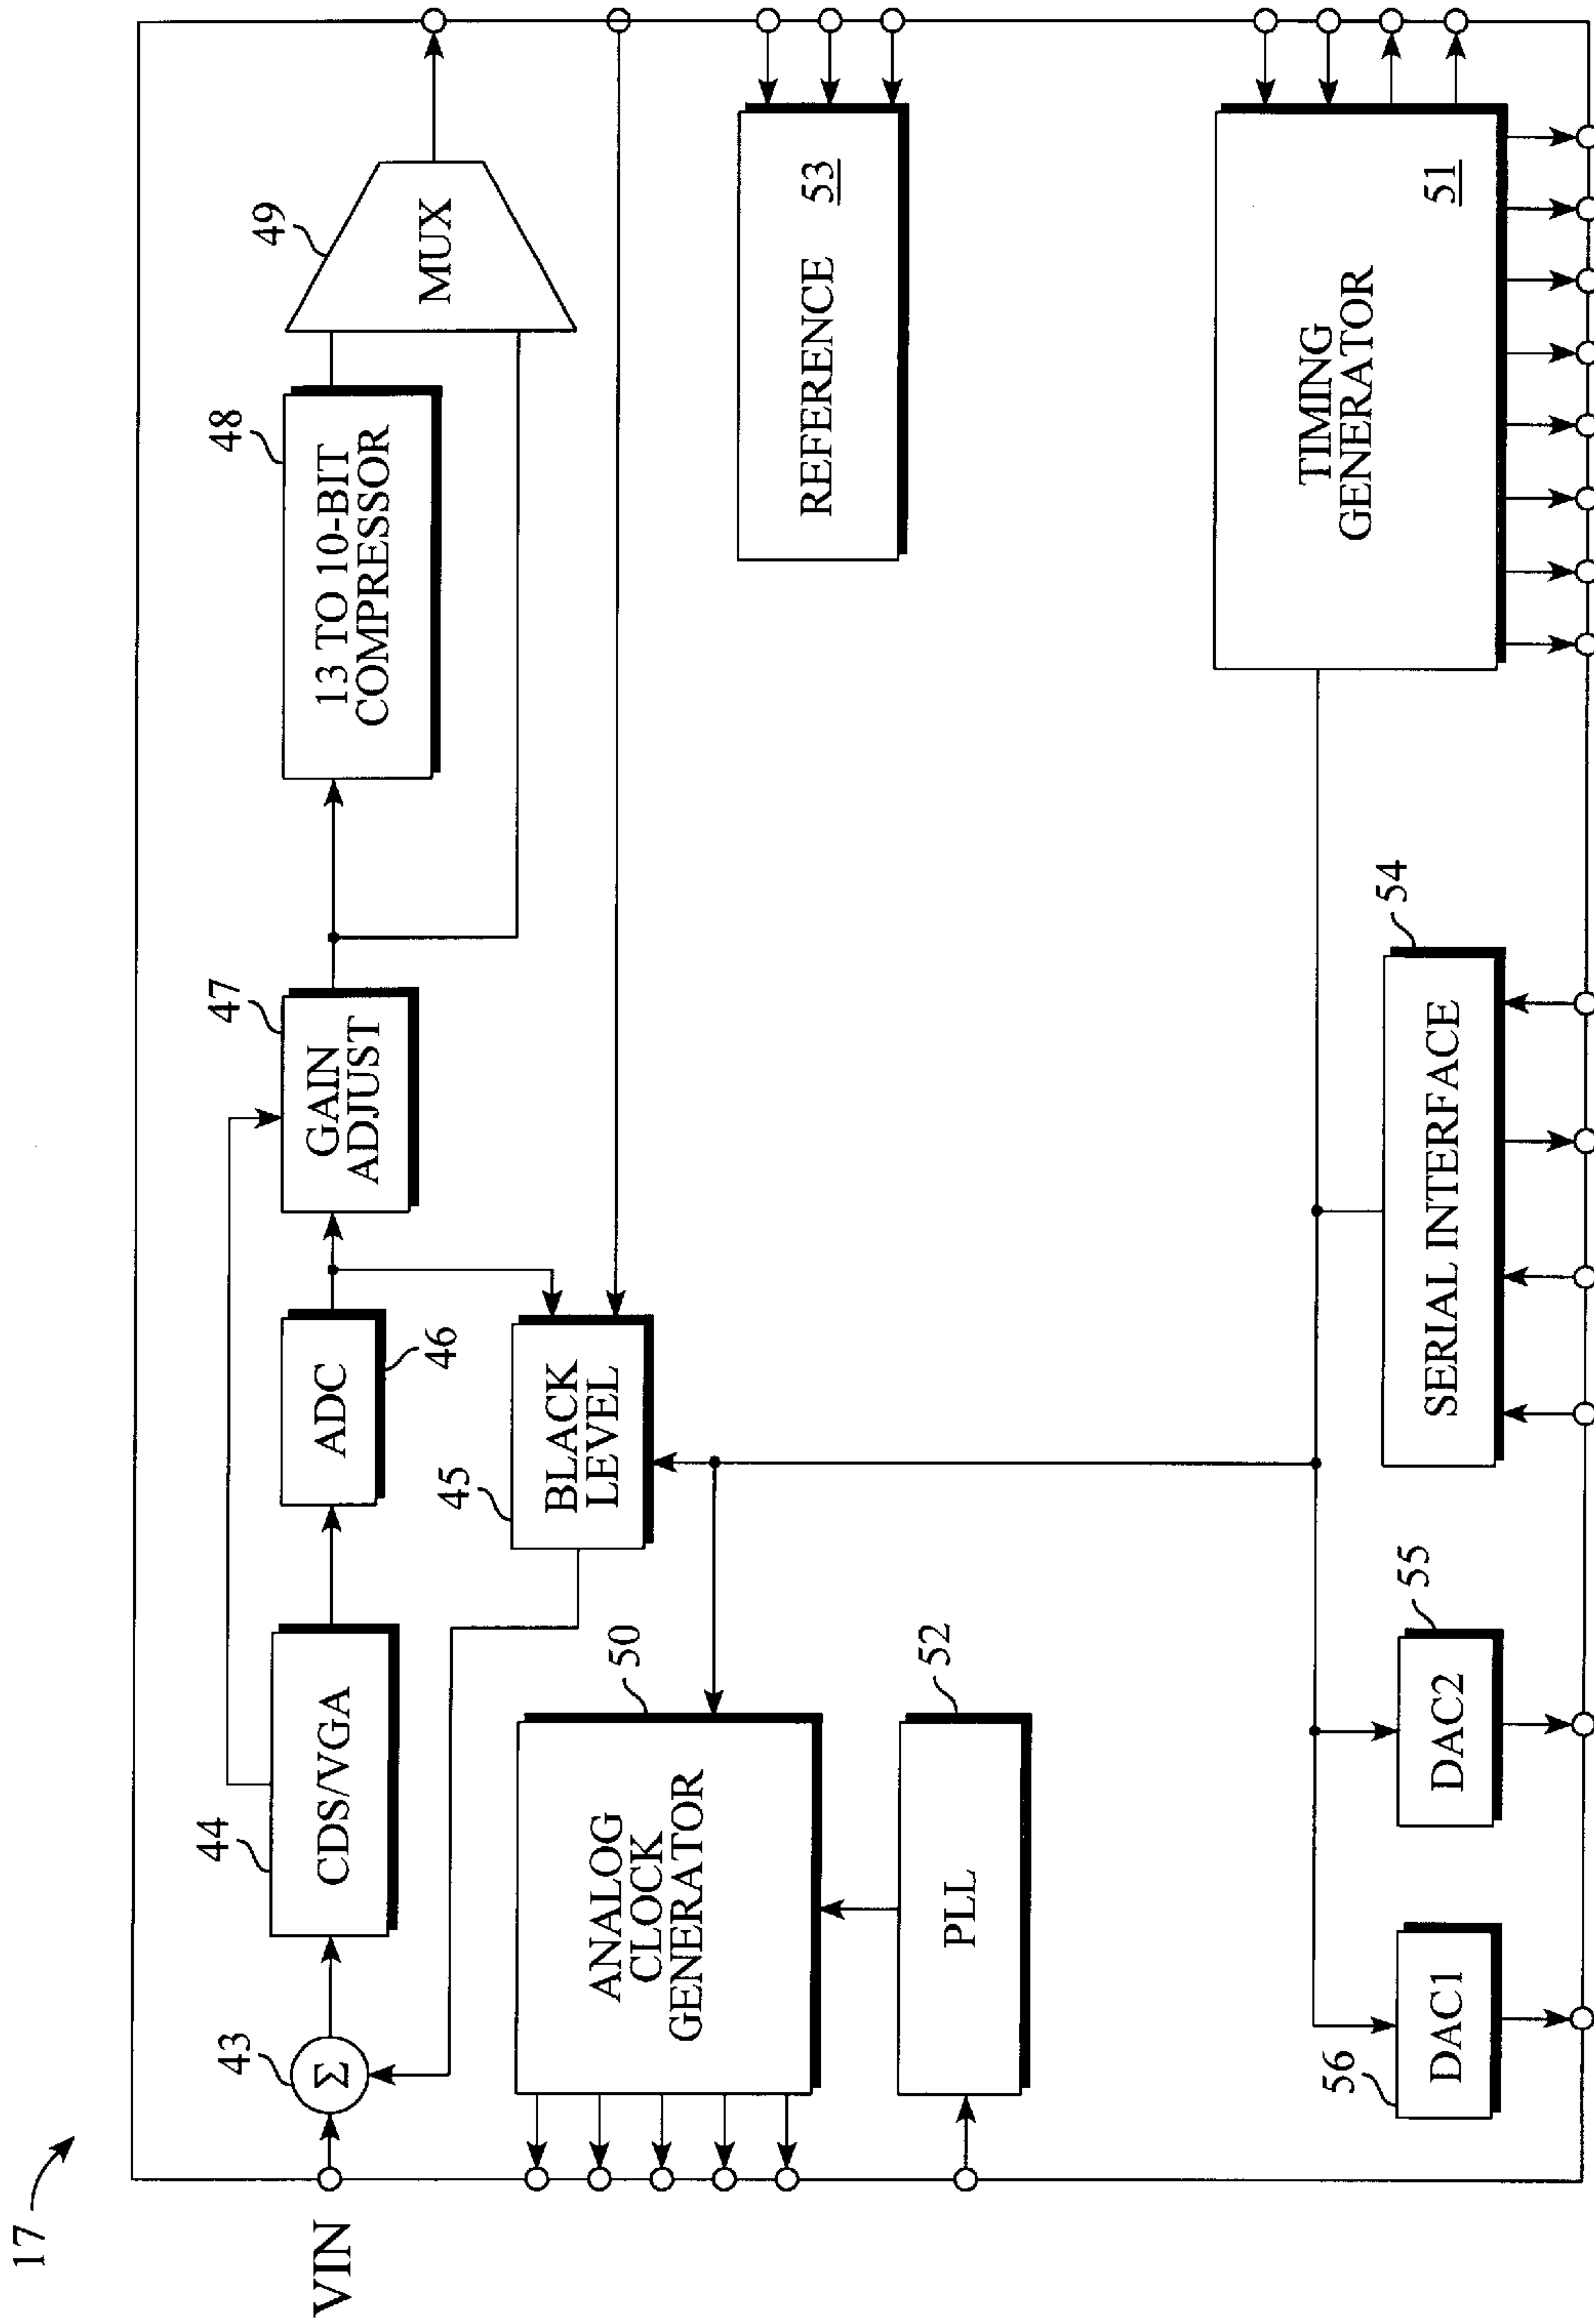 17
VIN
43
Σ
44
CDS/VGA
46
ADC
47
GAIN
ADJUST
48
13 TO 10-BIT
COMPRESSOR
49
MUX
45
BLACK
LEVEL
50
ANALOG
CLOCK
GENERATOR
52
PLL
REFERENCE 53
56
DAC1
55
DAC2
54
SERIAL INTERFACE
TIMING
GENERATOR
51